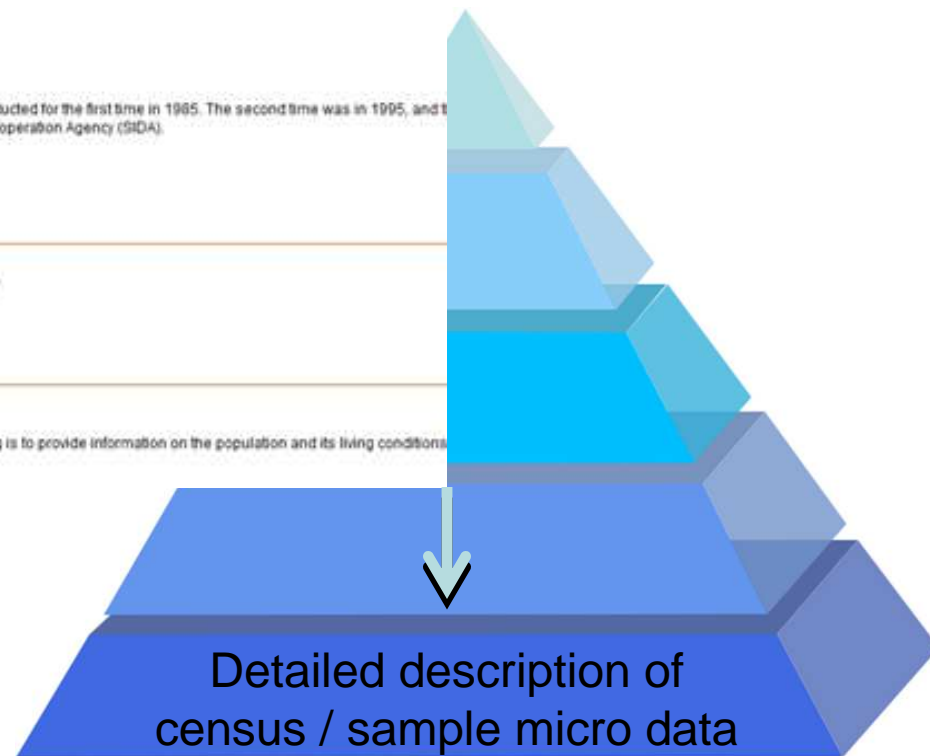 ucted for the first time in 1985. The second time was in 1995, and t
operation Agency (SIDA).
g is to provide information on the population and its living conditions
Detailed description of
census / sample micro data